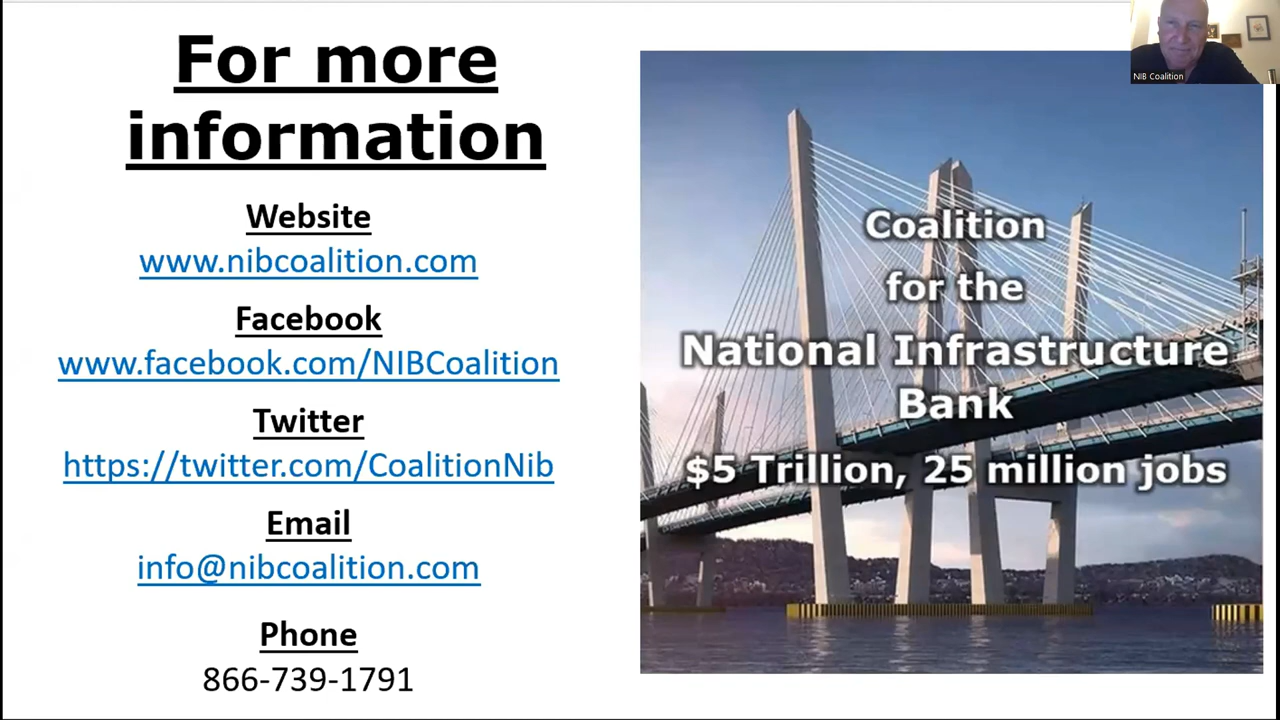 For more
information
Website
www.nibcoalition.com
Facebook
www.facebook.com/NIBCoalition
Twitter
https://twitter.com/CoalitionNib
Email
info@nibcoalition.com
Phone
866-739-1791
Coalition
for the
National Infrastructure
Bank
$5 Trillion, 25 million jobs
NIB Coalition